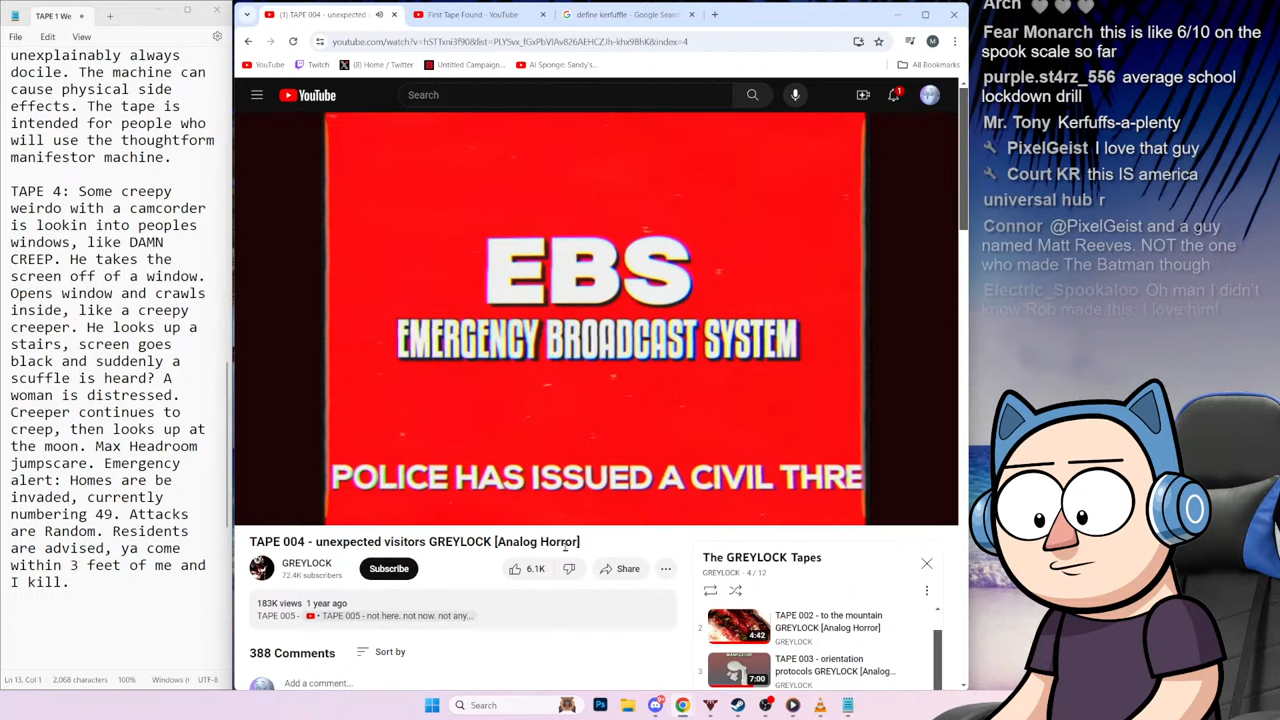 TAPE 1 We
File
Edit
View
unexplainably always
docile. The machine can
cause physical side
effects. The tape is
intended for people who
will use the thoughtform
manifestor machine.
TAPE 4: Some creepy
weirdo with a camcorder
is lookin into peoples
windows, like DAMN
CREEP. He takes the
screen off of a window.
Opens window and crawls
inside, like a creepy
creeper. He looks up a
stairs, screen goes
black and suddenly a
scuffle is heard? A
woman is distressed.
Creeper continues to
creep, then looks up at
the moon. Max Headroom
jumpscare. Emergency
alert: Homes are be
invaded, currently
numbering 49. Attacks
are Random. Residents
are advised, ya come
within 3 feet of me and
I kill.
Ln 13, Col 1
2,068 characters
100%
Windows (
UTF-8
(1) TAPE 004 - unexpected
First Tape Found - YouTube
define kerfuffle - Google Search
youtube.com/watch?v=hSTTxni3f90&list=PLYSvx_fGxPbVIAv826AEHCZJh-khx9BhK&index=4
YouTube
Twitch
(8) Home / Twitter
Untitled Campaign...
AI Sponge: Sandy's...
All Bookmarks
YouTube
Search
1
EBS
EMERGENCY BROADCAST SYSTEM
POLICE HAS ISSUED A CIVIL THRE
TAPE 004 - unexpected visitors GREYLOCK [Analog Horror]
GREYLOCK
72.4K subscribers
Subscribe
6.1K
Share
183K views 1 year ago
TAPE 005 - • TAPE 005 - not here. not now. not any...
388 Comments
Sort by
Add a comment...
The GREYLOCK Tapes
GREYLOCK - 4 / 12
2
4:42
TAPE 002 - to the mountain
GREYLOCK [Analog Horror]
GREYLOCK
3
MANIFESTOR
7:00
TAPE 003 - orientation
protocols GREYLOCK [Analog...
GREYLOCK
Search
Arch
Fear Monarch this is like 6/10 on the
spook scale so far
purple.st4rz_556 average school
lockdown drill
Mr. Tony Kerfuffs-a-plenty
PixelGeist I love that guy
Court KR this IS america
universal hub r
Connor @PixelGeist and a guy
named Matt Reeves. NOT the one
who made The Batman though
Electric_Spookaloo Oh man I didn't
know Rob made this, I love him!